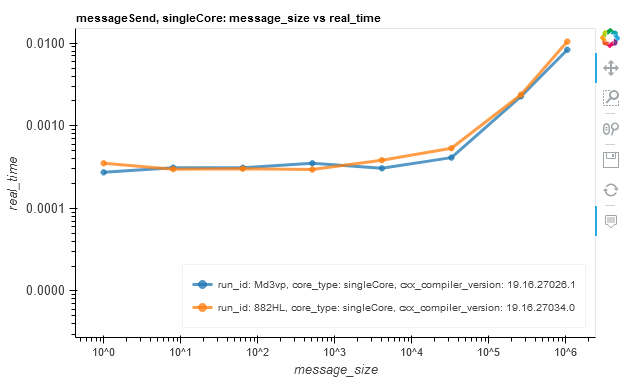 messageSend, singleCore: message_size vs real_time
0.0100
0.0010
0.0001
0.0000
real_time
run_id: Md3vp, core_type: singleCore, cxx_compiler_version: 19.16.27026.1
run_id: 882HL, core_type: singleCore, cxx_compiler_version: 19.16.27034.0
10^0 10^1 10^2 10^3 10^4 10^5 10^6
message_size